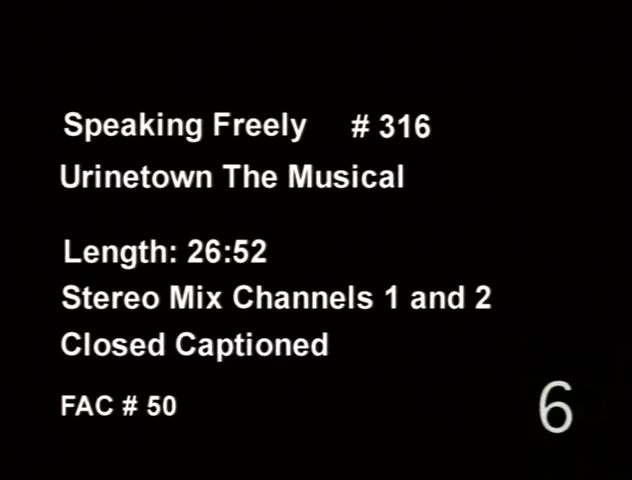 Speaking Freely # 316
Urinetown The Musical
Length: 26:52
Stereo Mix Channels 1 and 2
Closed Captioned
FAC # 50
6